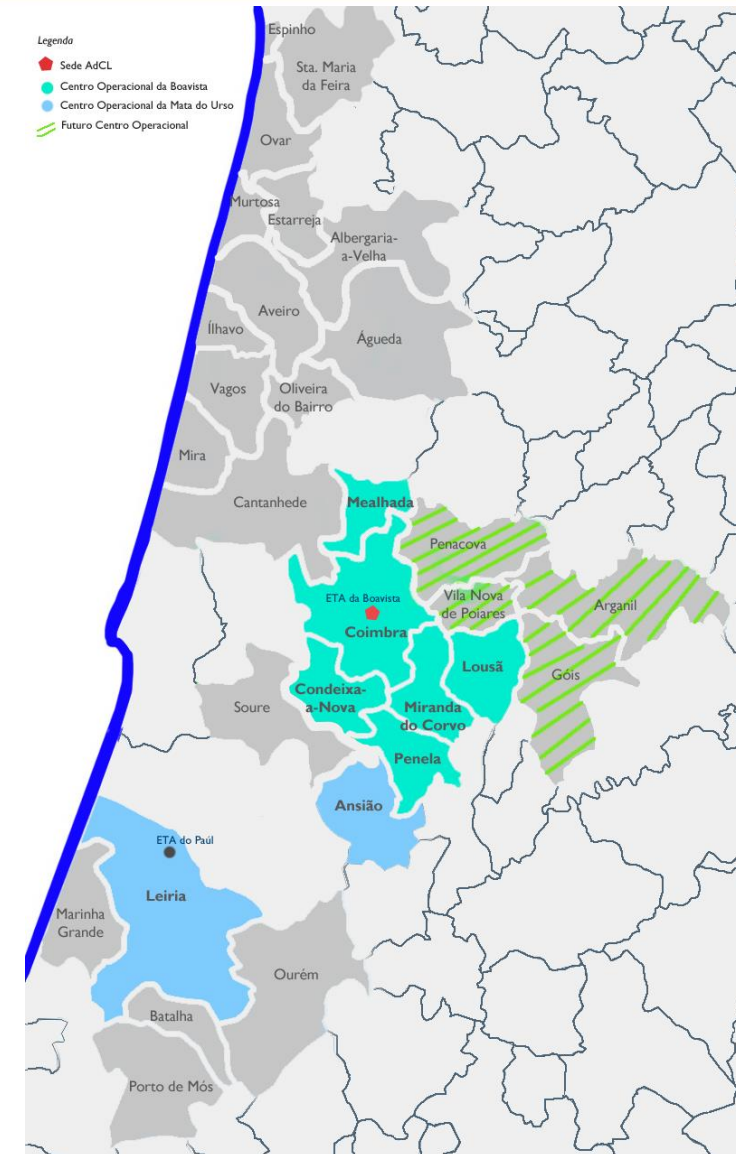 Legenda
Sede AdCL
Centro Operacional da Boavista
Centro Operacional da Mata do Urso
Futuro Centro Operacional
Espinho
Sta. Maria
da Feira
Ovar
Murtosa
Estarreja
Albergaria-
a-Velha
Aveiro
Ílhavo
Águeda
Vagos
Oliveira
do Bairro
Mira
Cantanhede
Mealhada
Penacova
ETA da Boavista
Coimbra
Vila Nova
de Poiares
Arganil
Lousã
Góis
Condeixa-
a-Nova
Soure
Miranda
do Corvo
Penela
Ansião
ETA do Paúl
Leiria
Marinha
Grande
Ourém
Batalha
Porto de Mós